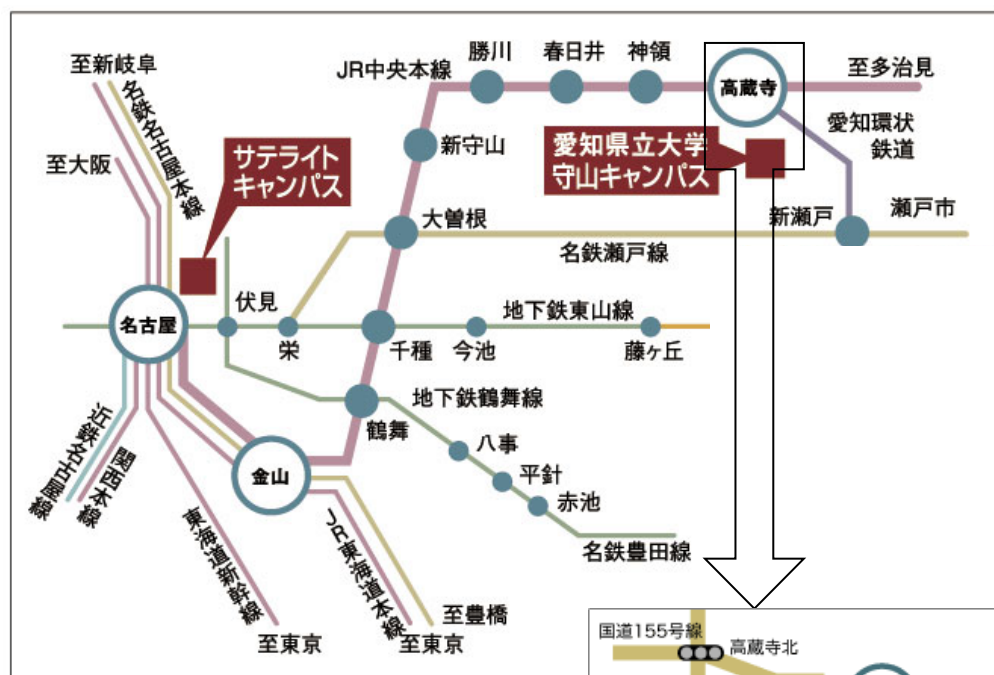 勝川
春日井
神領
高蔵寺
至多治見
JR中央本線
至新岐阜
名鉄名古屋本線
至大阪
サテライト
キャンパス
新守山
愛知県立大学
守山キャンパス
愛知環状
鉄道
大曽根
新瀬戸
瀬戸市
名鉄瀬戸線
伏見
地下鉄東山線
名古屋
栄
千種
今池
藤ヶ丘
地下鉄鶴舞線
鶴舞
八事
平針
赤池
名鉄豊田線
近鉄名古屋線
関西本線
金山
東海道新幹線
JR東海道本線
至豊橋
至東京
至東京
国道155号線
高蔵寺北